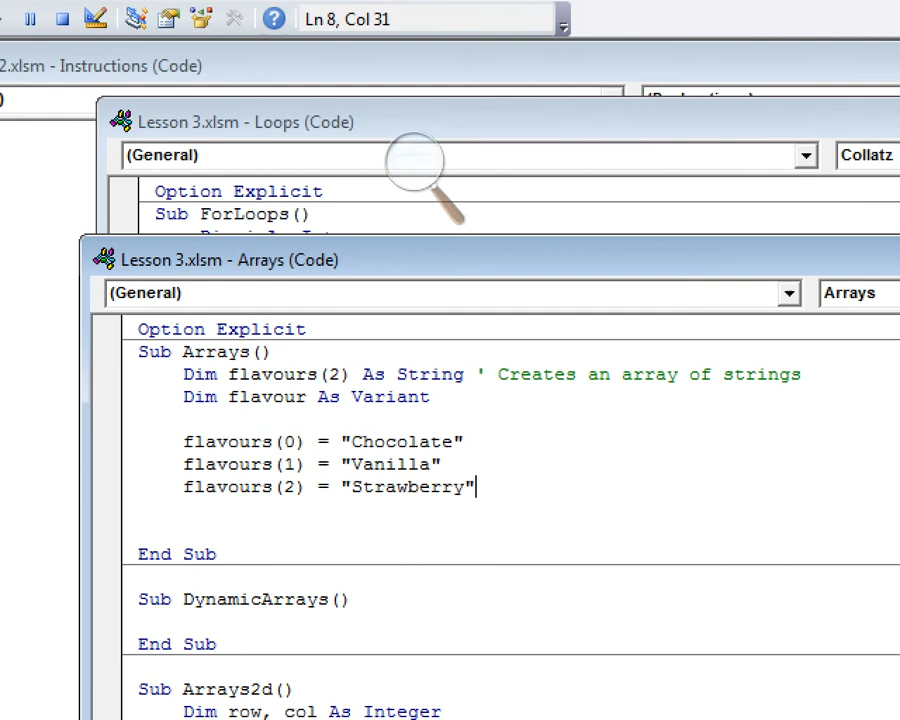 Ln 8, Col 31
2.xlsm - Instructions (Code)
)
Lesson 3.xlsm - Loops (Code)
(General)
Collatz
Option Explicit
Sub ForLoops()
Lesson 3.xlsm - Arrays (Code)
(General)
Arrays
Option Explicit
Sub Arrays()
Dim flavours(2) As String ' Creates an array of strings
Dim flavour As Variant
flavours(0) = "Chocolate"
flavours(1) = "Vanilla"
flavours(2) = "Strawberry"
End Sub
Sub DynamicArrays()
End Sub
Sub Arrays2d()
Dim row, col As Integer